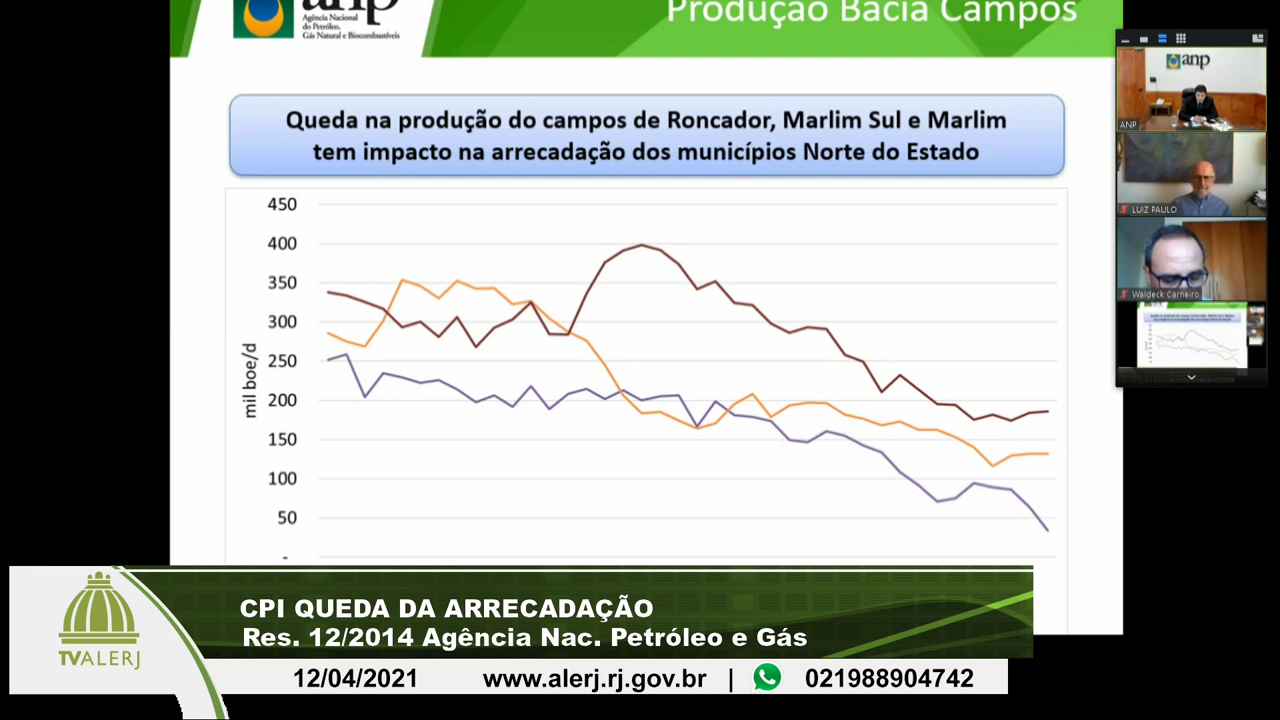 anp
Agência Nacional
do Petróleo,
Gás Natural e Biocombustíveis
Produção Bacia Campos
Queda na produção do campos de Roncador, Marlim Sul e Marlim
tem impacto na arrecadação dos municípios Norte do Estado
450
400
350
300
250
200
150
100
50
-
mil boe/d
anp
ANP
LUIZ PAULO
Waldeck Carneiro
CPI QUEDA DA ARRECADAÇÃO
Res. 12/2014 Agência Nac. Petróleo e Gás
TVALERJ
12/04/2021 www.alerj.rj.gov.br | 021988904742